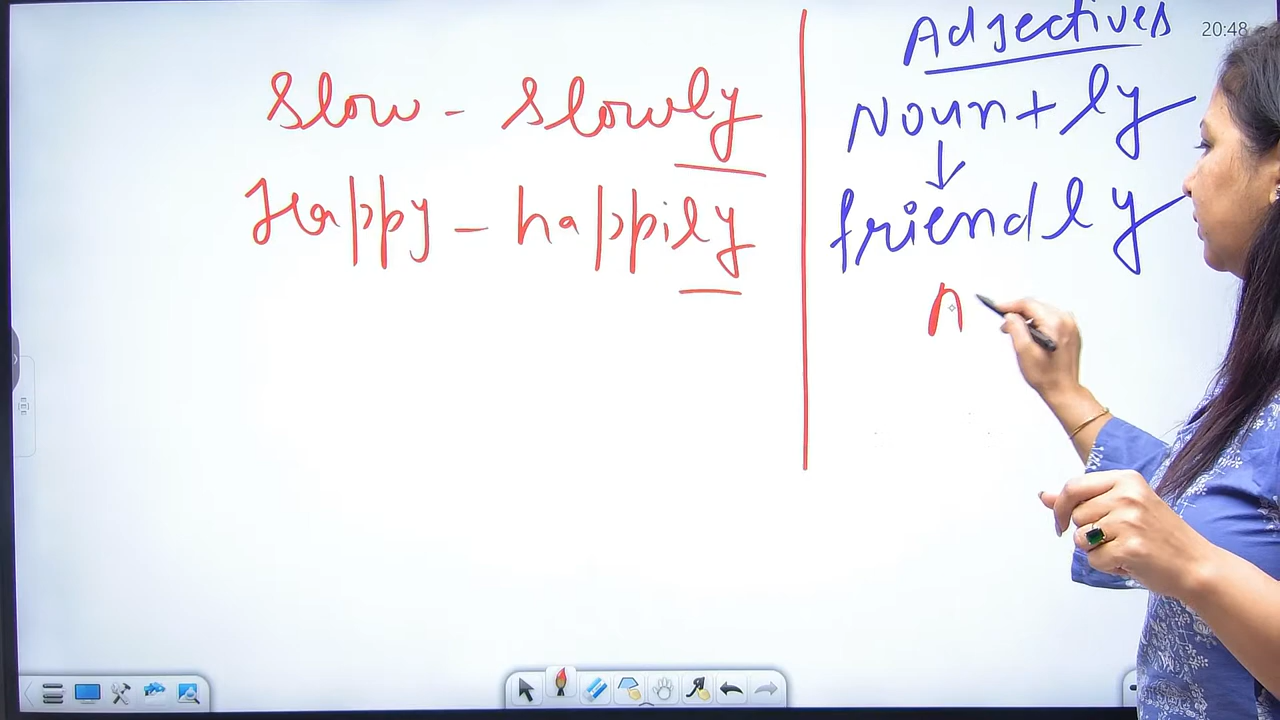 Slow - Slowly
Happy - happily
Adjectives
20:48
Noun + ly
↓
friendly
n